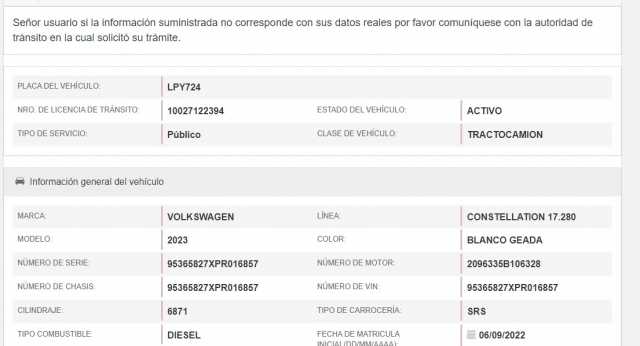 Señor usuario si la información suministrada no corresponde con sus datos reales por favor comuníquese con la autoridad de
tránsito en la cual solicitó su trámite.
PLACA DEL VEHÍCULO: LPY724
NRO. DE LICENCIA DE TRÁNSITO: 10027122394 ESTADO DEL VEHÍCULO: ACTIVO
TIPO DE SERVICIO: Público CLASE DE VEHÍCULO: TRACTOCAMION
Información general del vehículo
MARCA: VOLKSWAGEN LÍNEA: CONSTELLATION 17.280
MODELO: 2023 COLOR: BLANCO GEADA
NÚMERO DE SERIE: 95365827XPR016857 NÚMERO DE MOTOR: 2096335B106328
NÚMERO DE CHASIS: 95365827XPR016857 NÚMERO DE VIN: 95365827XPR016857
CILINDRAJE: 6871 TIPO DE CARROCERÍA: SRS
TIPO COMBUSTIBLE: DIESEL FECHA DE MATRICULA 06/09/2022
INICIAL(DD/MM/AAAA):